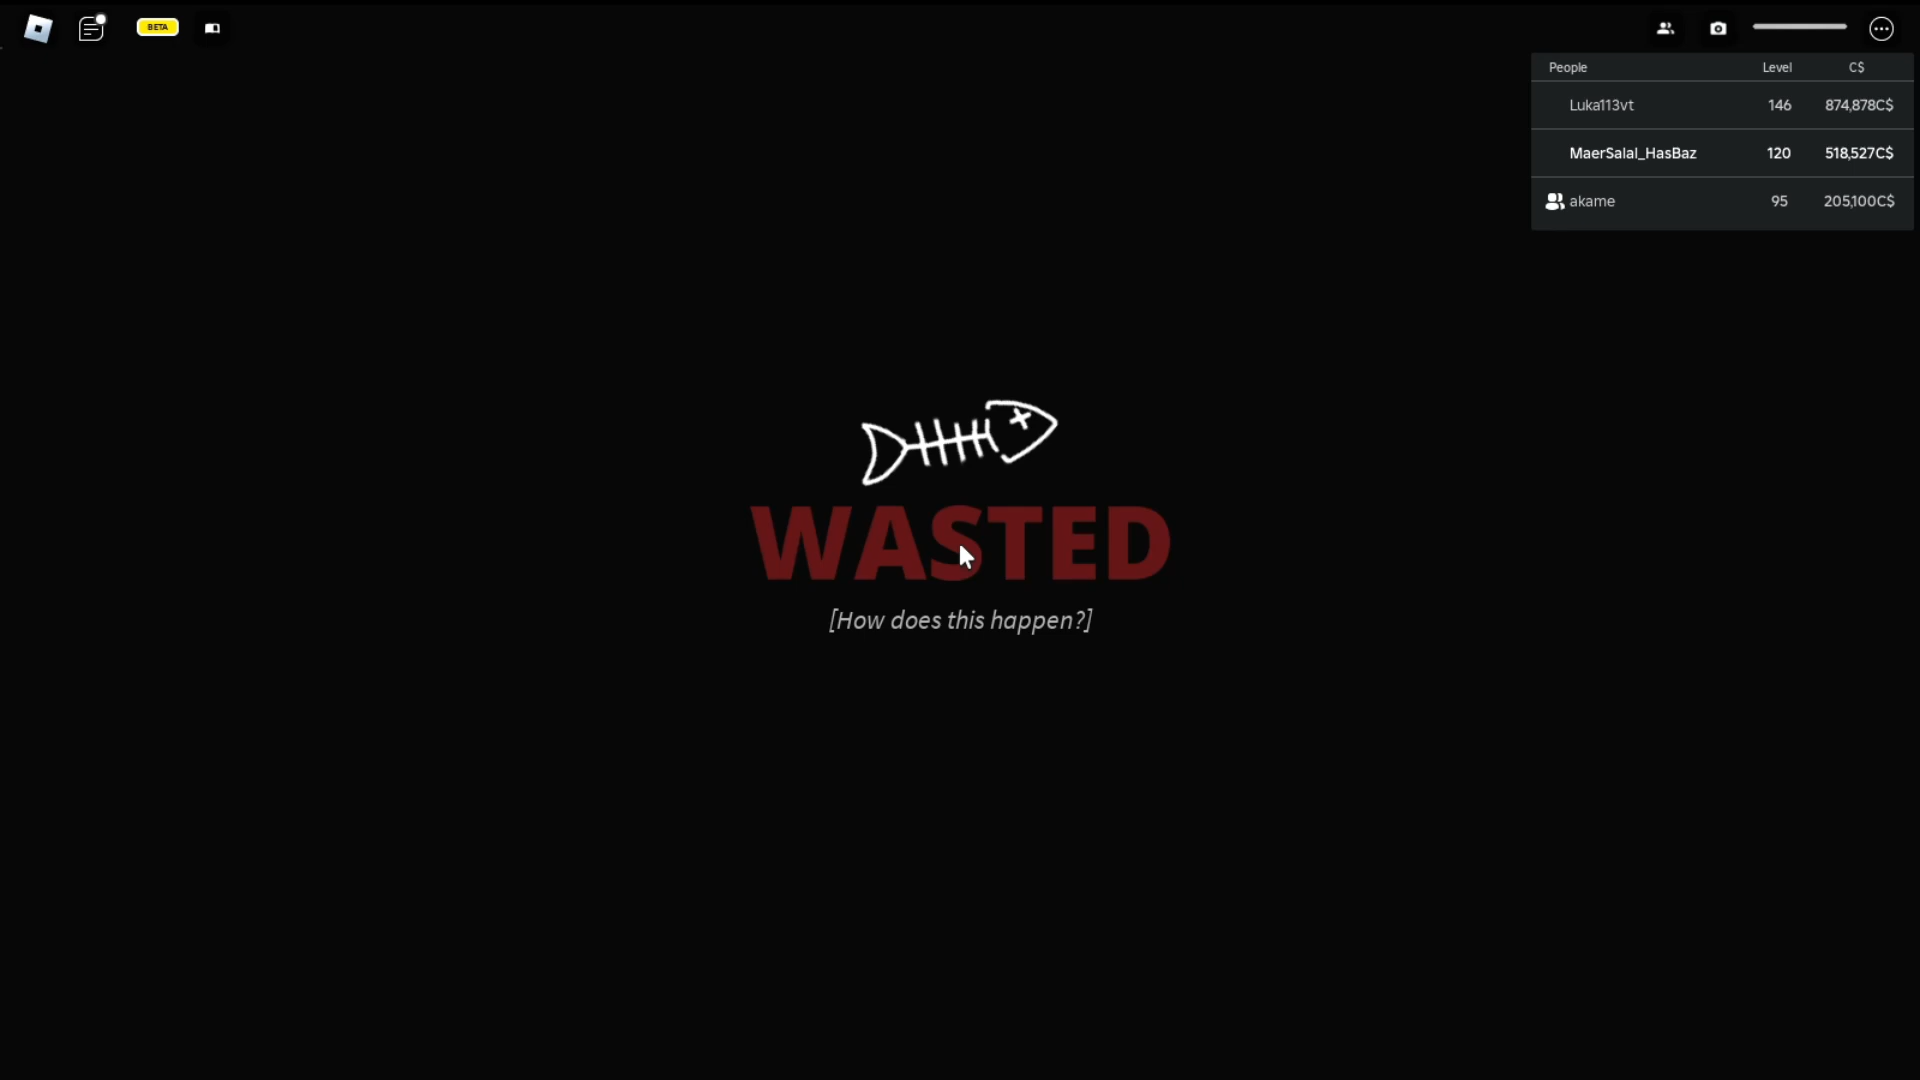 BETA
People Level C$
Luka113vt 146 874,878C$
MaerSalal_HasBaz 120 518,527C$
akame 95 205,100C$
WASTED
[How does this happen?]